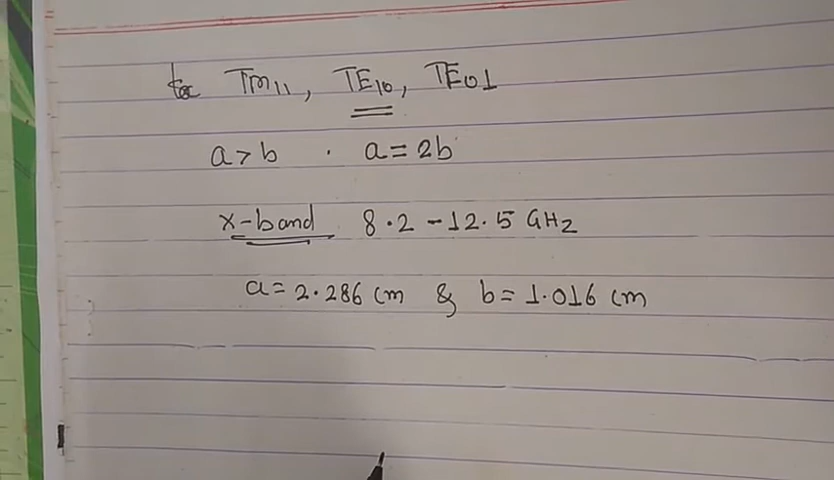 for TM11, TE10, TE01
a > b . a = 2b
X-band 8.2 - 12.5 GHz
a = 2.286 cm & b = 1.016 cm